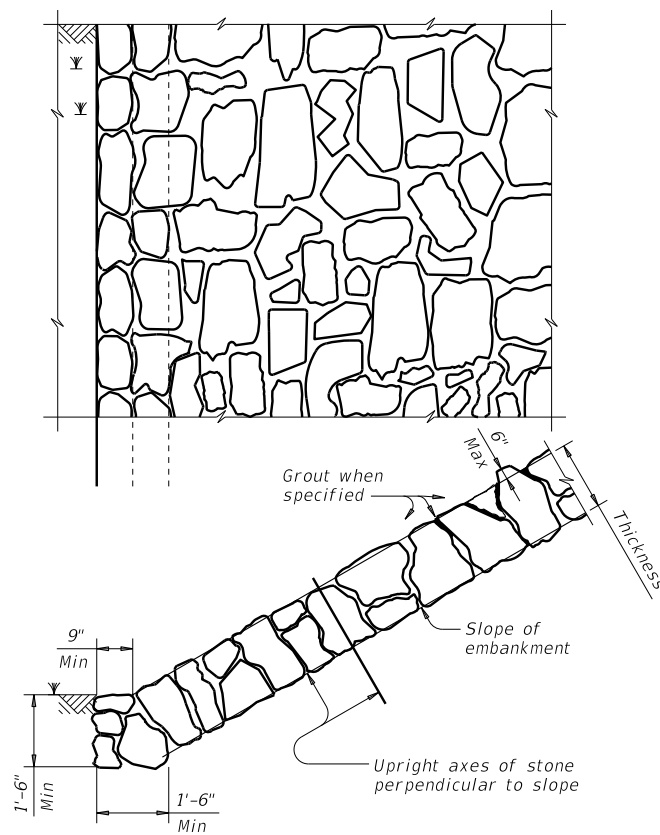 6"
Max
Grout when
specified
Thickness
9"
Min
Slope of
embankment
1'-6"
Min
Upright axes of stone
perpendicular to slope
1'-6"
Min